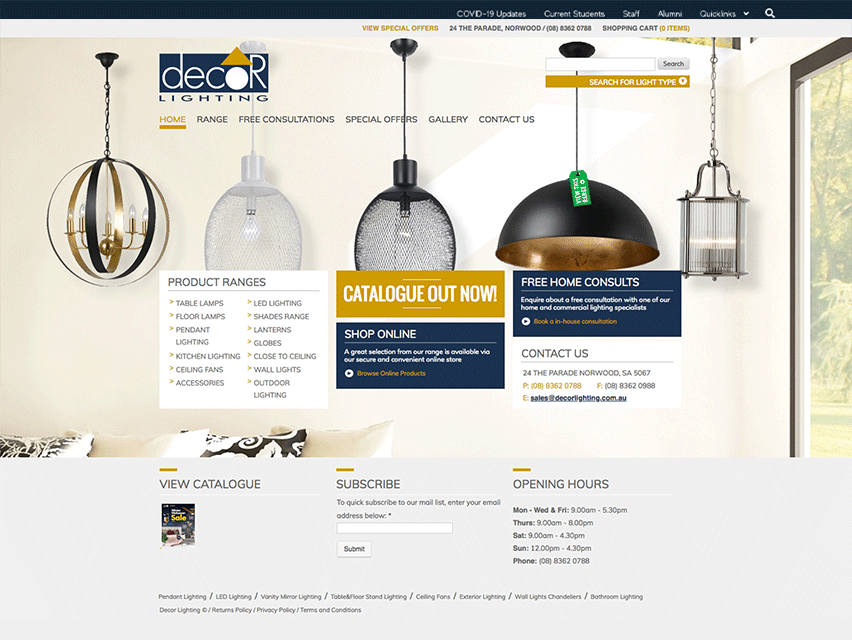 COVID-19 Updates Current Students Staff Alumni Quicklinks
VIEW SPECIAL OFFERS 24 THE PARADE, NORWOOD / (08) 8362 0788 SHOPPING CART (0 ITEMS)
decoR
LIGHTING
Search
SEARCH FOR LIGHT TYPE
HOME RANGE FREE CONSULTATIONS SPECIAL OFFERS GALLERY CONTACT US
VIEW THIS
RANGE
PRODUCT RANGES
> TABLE LAMPS
> FLOOR LAMPS
> PENDANT
LIGHTING
> KITCHEN LIGHTING
> CEILING FANS
> ACCESSORIES
> LED LIGHTING
> SHADES RANGE
> LANTERNS
> GLOBES
> CLOSE TO CEILING
> WALL LIGHTS
> OUTDOOR
LIGHTING
CATALOGUE OUT NOW!
SHOP ONLINE
A great selection from our range is available via
our secure and convenient online store
Browse Online Products
FREE HOME CONSULTS
Enquire about a free consultation with one of our
home and commercial lighting specialists
Book a in-house consultation
CONTACT US
24 THE PARADE NORWOOD, SA 5067
P: (08) 8362 0788 F: (08) 8362 0988
E: sales@decorlighting.com.au
VIEW CATALOGUE
Sale
SUBSCRIBE
To quick subscribe to our mail list, enter your email
address below: *
Submit
OPENING HOURS
Mon - Wed & Fri: 9.00am - 5.30pm
Thurs: 9.00am - 8.00pm
Sat: 9.00am - 4.30pm
Sun: 12.00pm - 4.30pm
Phone: (08) 8362 0788
Pendant Lighting / LED Lighting / Vanity Mirror Lighting / Table&Floor Stand Lighting / Ceiling Fans / Exterior Lighting / Wall Lights Chandeliers / Bathroom Lighting
Decor Lighting © / Returns Policy / Privacy Policy / Terms and Conditions